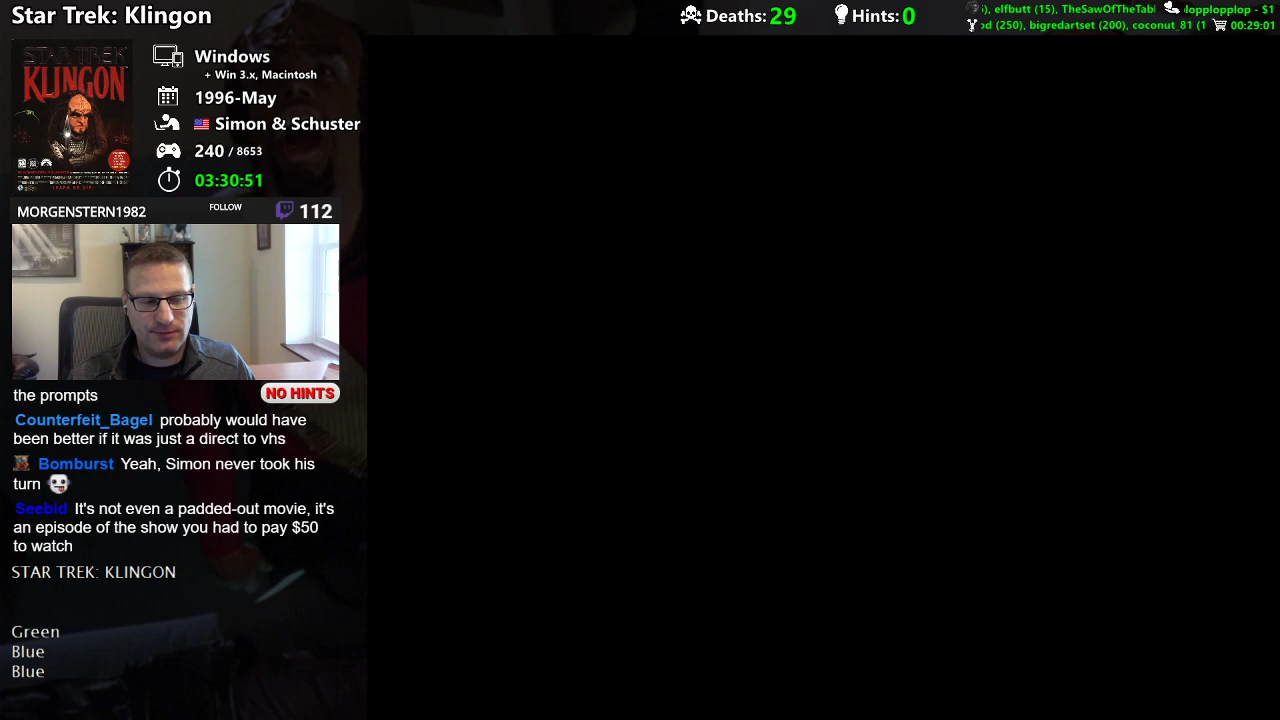 Star Trek: Klingon
Deaths: 29
Hints: 0
elfbutt (15), TheSawOfTheTabl
lopplopplop - $1
(250), bigredartset (200), coconut_81 (1
00:29:01
STAR TREK
KLINGON
Windows
+ Win 3.x, Macintosh
1996-May
Simon & Schuster
240 / 8653
03:30:51
MORGENSTERN1982
FOLLOW
112
NO HINTS
the prompts
Counterfeit_Bagel probably would have
been better if it was just a direct to vhs
Bomburst Yeah, Simon never took his
turn
Seebid It's not even a padded-out movie, it's
an episode of the show you had to pay $50
to watch
STAR TREK: KLINGON
Green
Blue
Blue